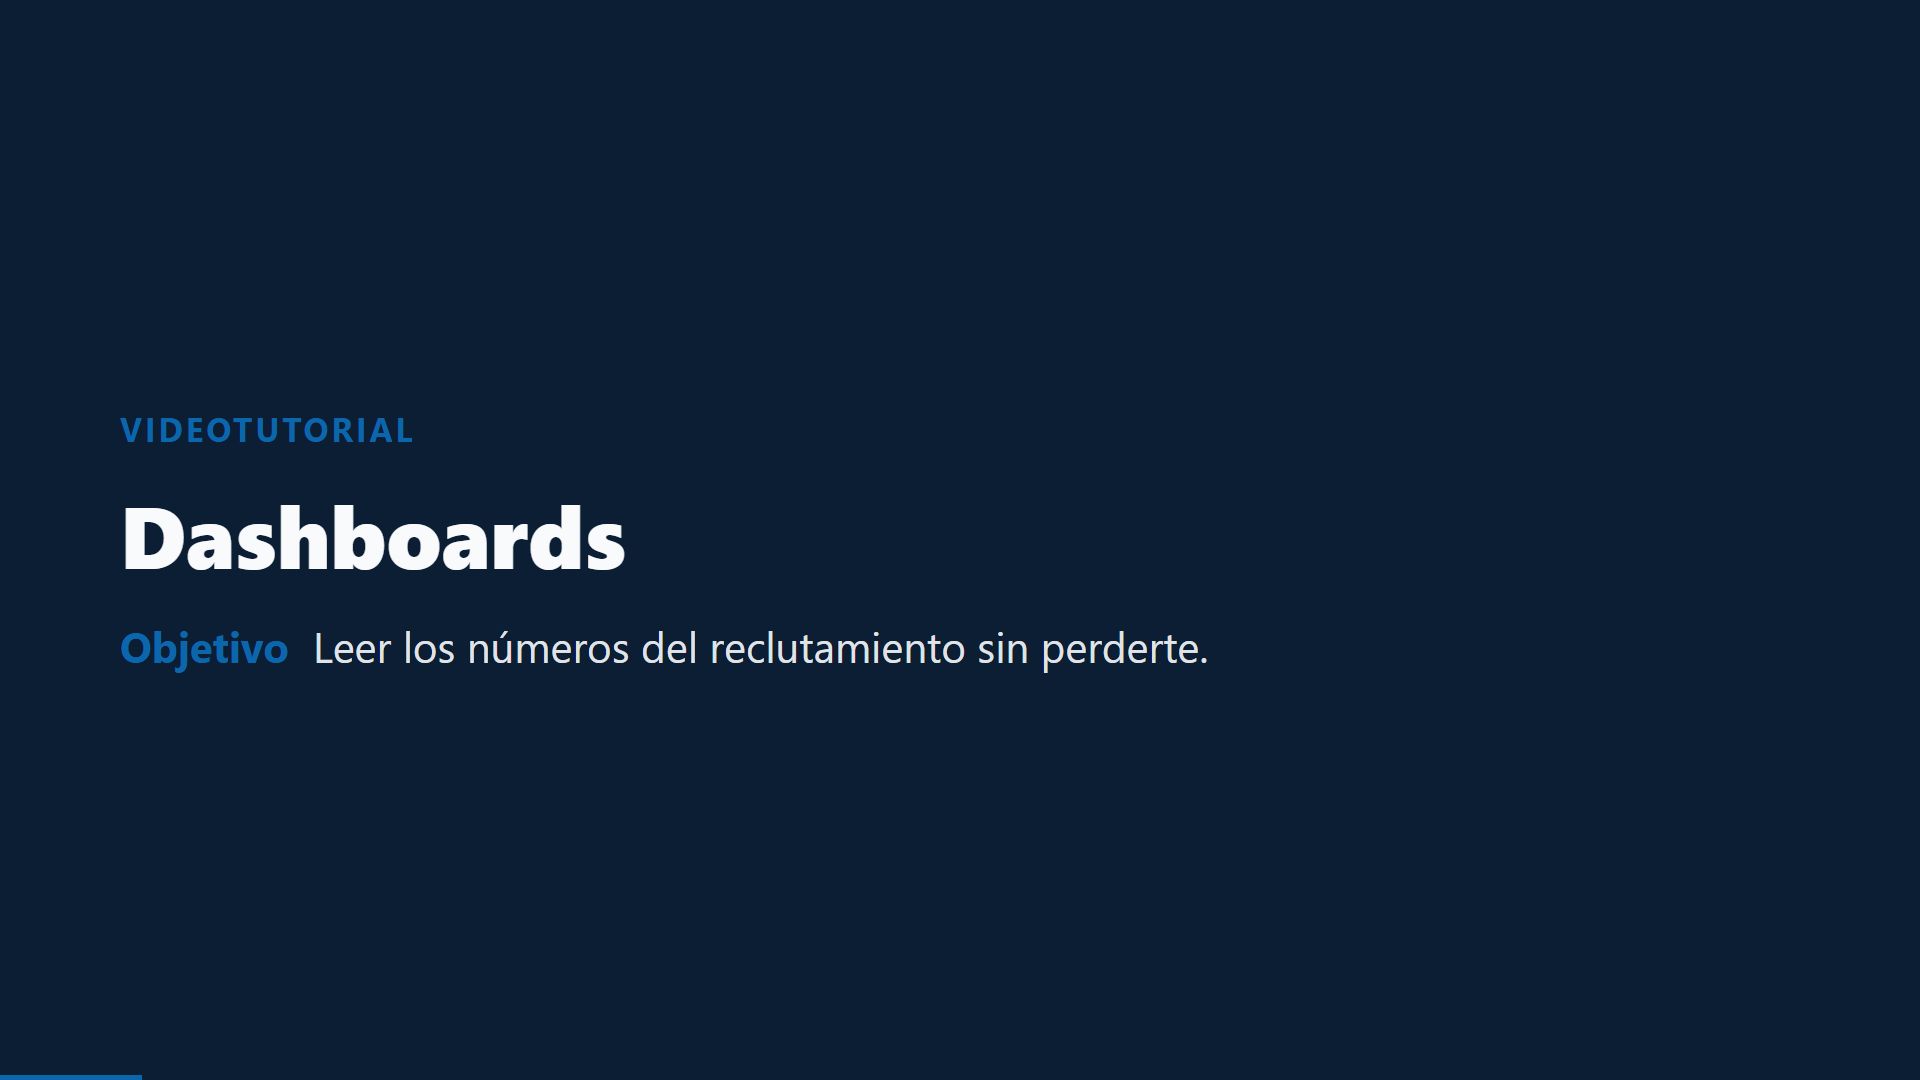 VIDEOTUTORIAL
Dashboards
Objetivo Leer los números del reclutamiento sin perderte.